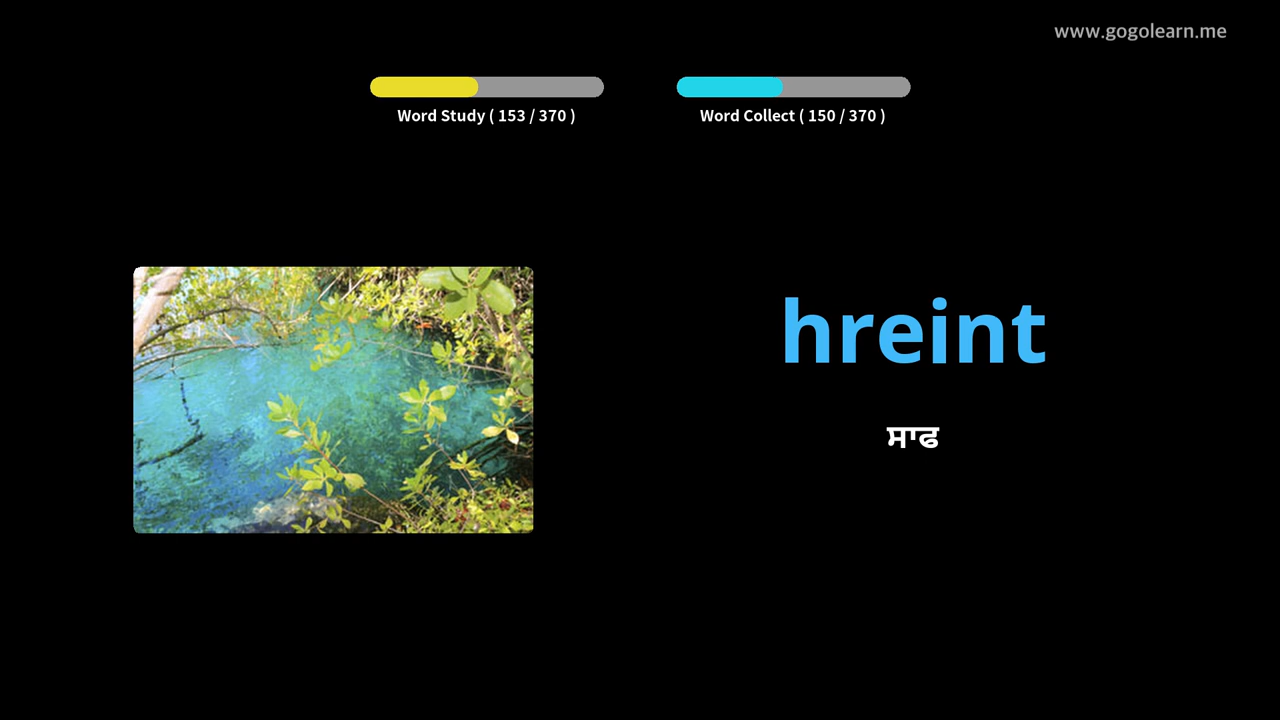 www.gogolearn.me
Word Study ( 153 / 370 )
Word Collect ( 150 / 370 )
hreint
ਸਾਫ